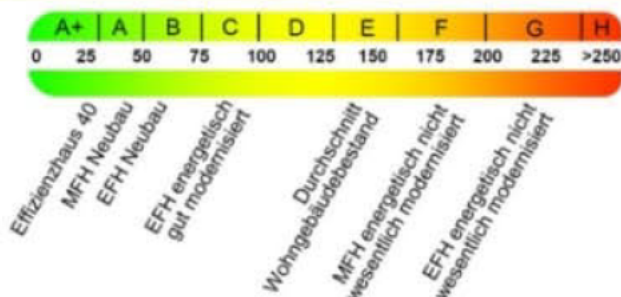 A+ A B C D E F G H
0 25 50 75 100 125 150 175 200 225 >250
Effizienzhaus 40
MFH Neubau
EFH Neubau
EFH energetisch
gut modernisiert
Durchschnitt
Wohngebäudebestand
MFH energetisch nicht
wesentlich modernisiert
EFH energetisch nicht
wesentlich modernisiert